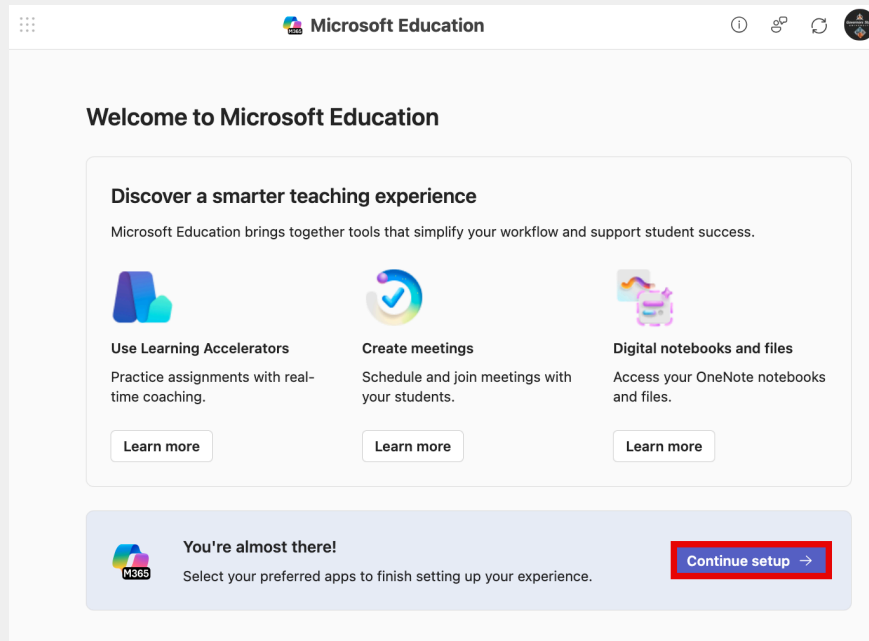 Microsoft Education
Welcome to Microsoft Education
Discover a smarter teaching experience
Microsoft Education brings together tools that simplify your workflow and support student success.
Use Learning Accelerators
Practice assignments with real-
time coaching.
Learn more
Create meetings
Schedule and join meetings with
your students.
Learn more
Digital notebooks and files
Access your OneNote notebooks
and files.
Learn more
M365
You're almost there!
Select your preferred apps to finish setting up your experience.
Continue setup →